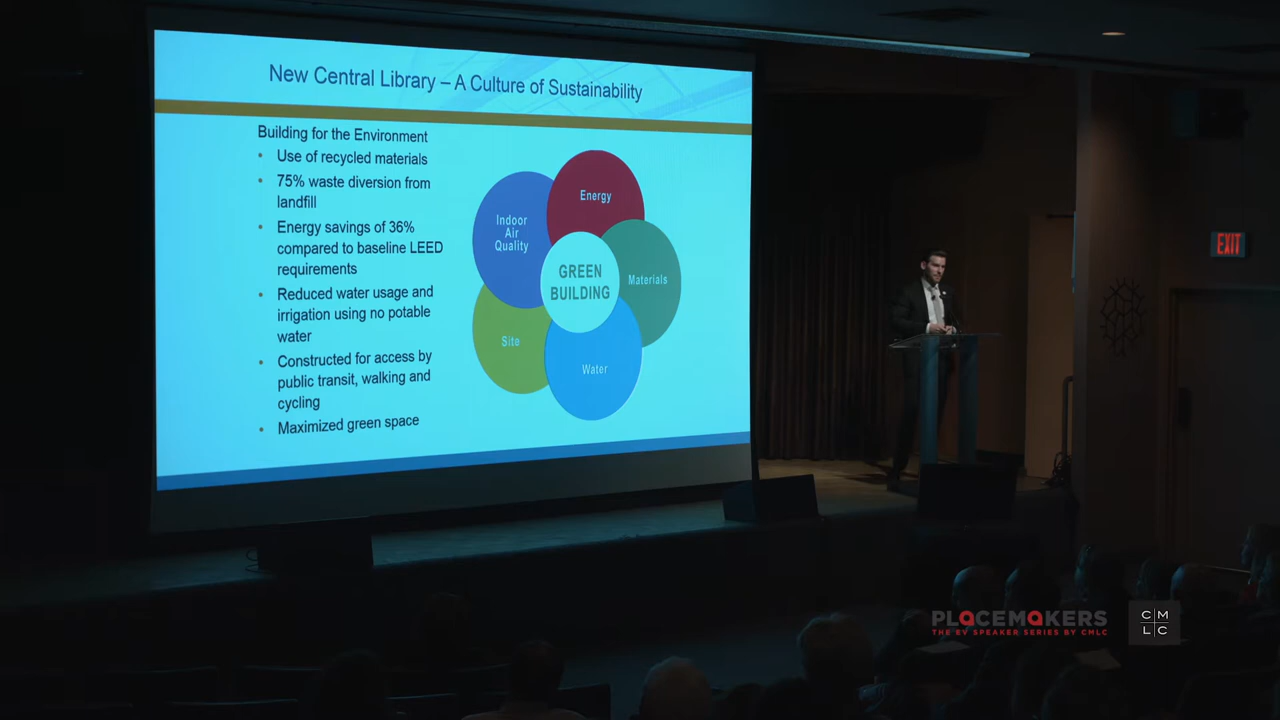 New Central Library – A Culture of Sustainability
Building for the Environment
• Use of recycled materials
• 75% waste diversion from
landfill
• Energy savings of 36%
compared to baseline LEED
requirements
• Reduced water usage and
irrigation using no potable
water
• Constructed for access by
public transit, walking and
cycling
• Maximized green space
Energy
Indoor
Air
Quality
GREEN
BUILDING
Materials
Site
Water
EXIT
PLACEMAKERS
THE EV SPEAKER SERIES BY CMLC
CM
LC